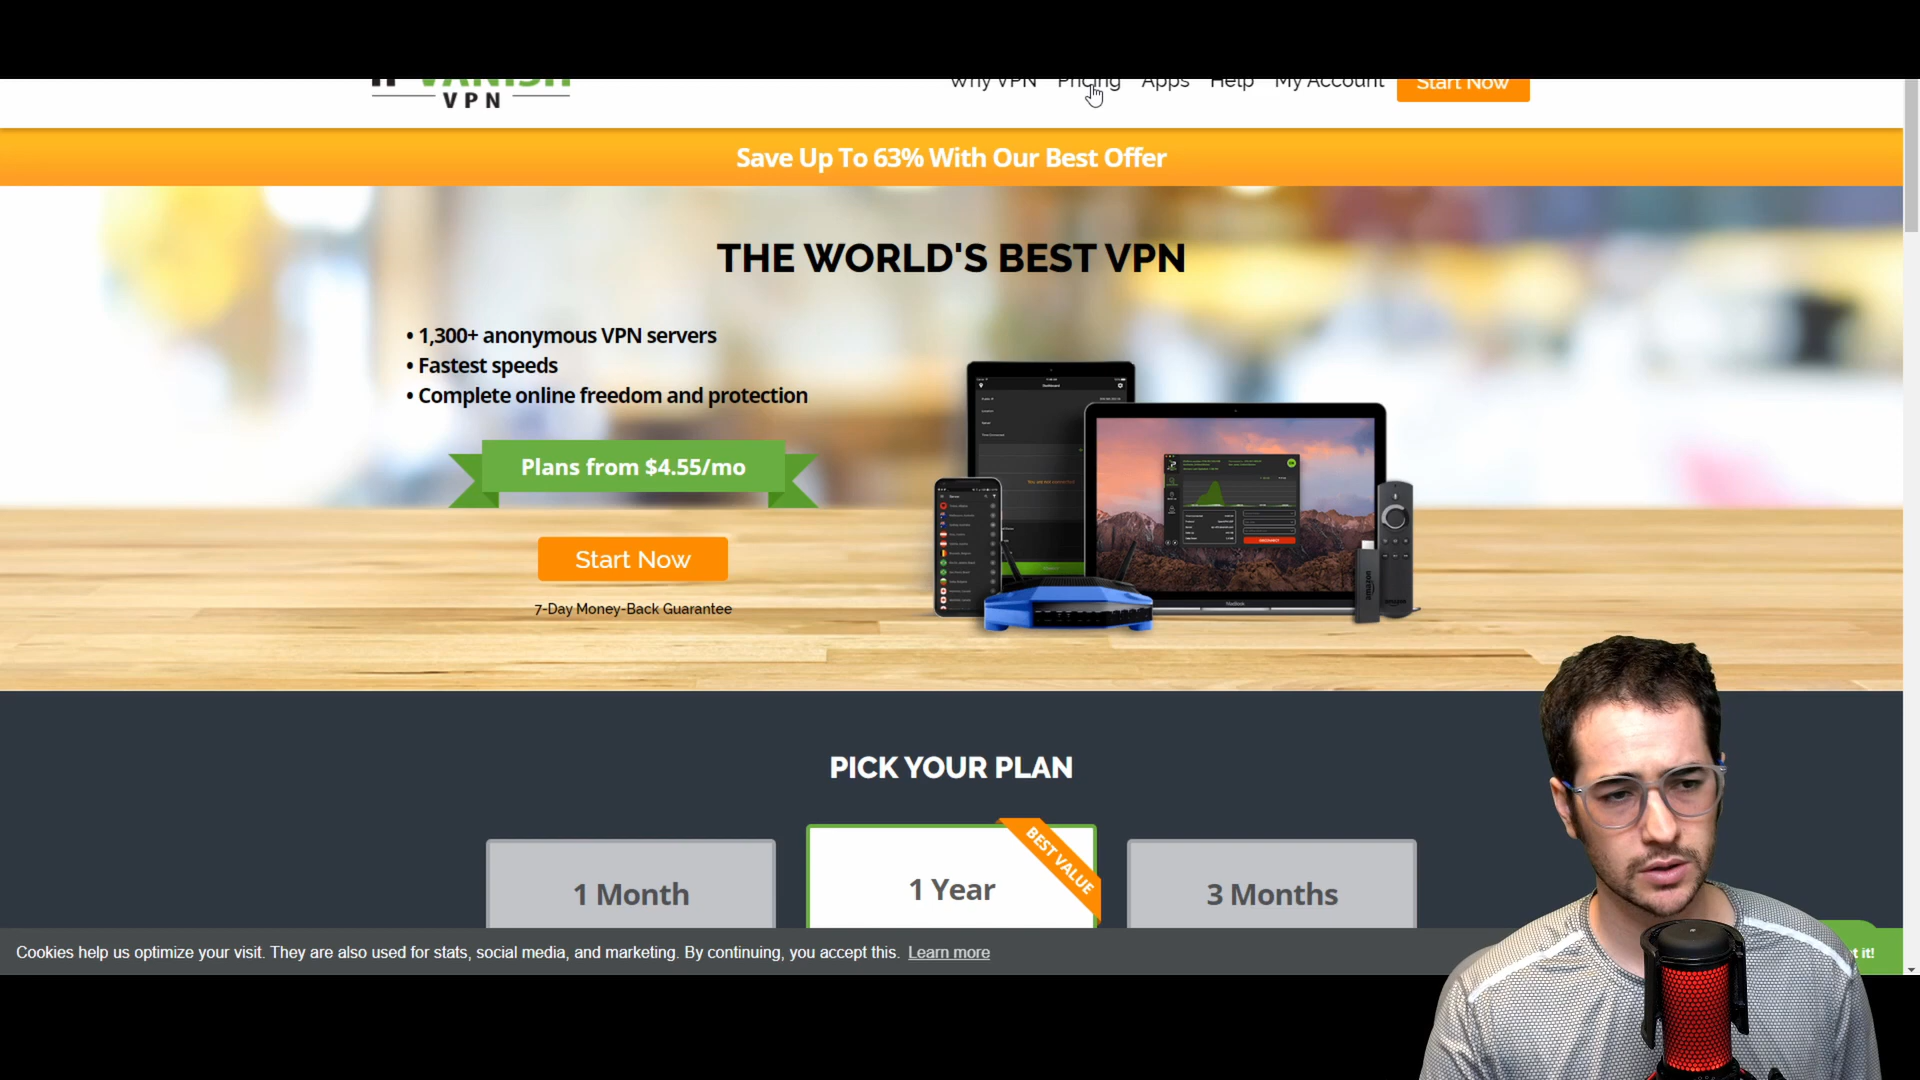 VPN
Why VPN Pricing Apps Help My Account Start Now
Save Up To 63% With Our Best Offer
THE WORLD'S BEST VPN
• 1,300+ anonymous VPN servers
• Fastest speeds
• Complete online freedom and protection
Plans from $4.55/mo
Start Now
7-Day Money-Back Guarantee
PICK YOUR PLAN
1 Month
1 Year
BEST VALUE
3 Months
Cookies help us optimize your visit. They are also used for stats, social media, and marketing. By continuing, you accept this. Learn more
it!